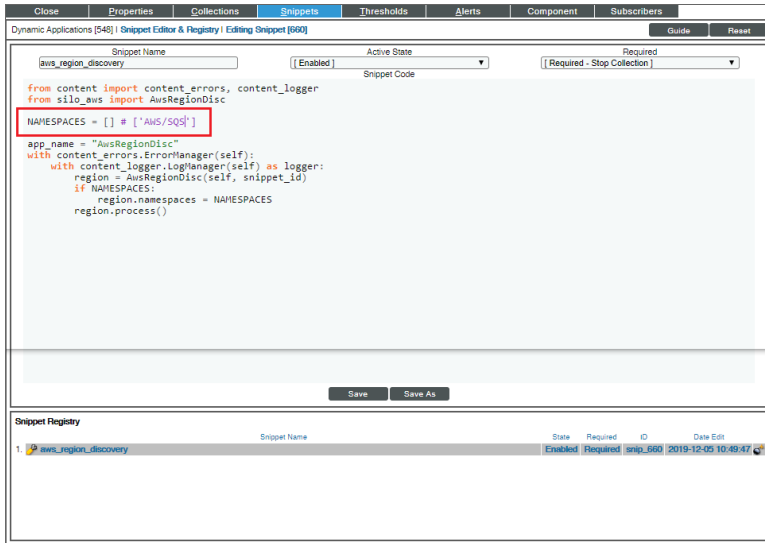 Close Properties Collections Snippets Thresholds Alerts Component Subscribers
Dynamic Applications [548] | Snippet Editor & Registry | Editing Snippet [660] Guide Reset
Snippet Name Active State Required
aws_region_discovery [ Enabled ] [ Required - Stop Collection ]
Snippet Code
from content import content_errors, content_logger
from silo_aws import AwsRegionDisc
NAMESPACES = [] # ['AWS/SQS']
app_name = "AwsRegionDisc"
with content_errors.ErrorManager(self):
    with content_logger.LogManager(self) as logger:
        region = AwsRegionDisc(self, snippet_id)
        if NAMESPACES:
            region.namespaces = NAMESPACES
        region.process()
Save Save As
Snippet Registry
Snippet Name State Required ID Date Edit
1. aws_region_discovery Enabled Required snip_660 2019-12-05 10:49:47